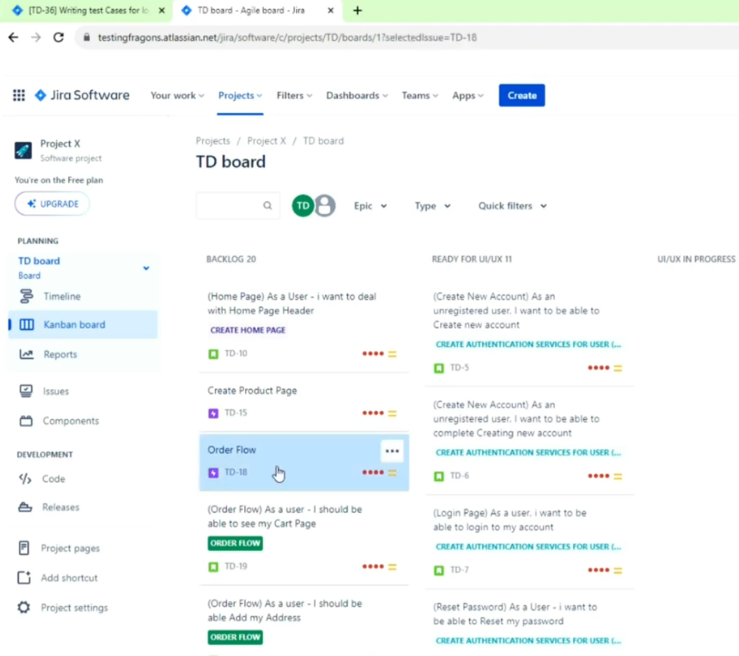 [TD-36] Writing test Cases for lo
TD board - Agile board - Jira
testingfragons.atlassian.net/jira/software/c/projects/TD/boards/1?selectedIssue=TD-18
Jira Software
Your work
Projects
Filters
Dashboards
Teams
Apps
Create
Project X
Software project
You're on the Free plan
UPGRADE
PLANNING
TD board
Board
Timeline
Kanban board
Reports
Issues
Components
DEVELOPMENT
Code
Releases
Project pages
Add shortcut
Project settings
Projects / Project X / TD board
TD board
TD
Epic
Type
Quick filters
BACKLOG 20
(Home Page) As a User - i want to deal
with Home Page Header
CREATE HOME PAGE
TD-10
Create Product Page
TD-15
Order Flow
TD-18
(Order Flow) As a user - I should be
able to see my Cart Page
ORDER FLOW
TD-19
(Order Flow) As a user - I should be
able Add my Address
ORDER FLOW
READY FOR UI/UX 11
(Create New Account) As an
unregistered user. I want to be able to
Create new account
CREATE AUTHENTICATION SERVICES FOR USER (...
TD-5
(Create New Account) As an
unregistered user. I want to be able to
complete Creating new account
CREATE AUTHENTICATION SERVICES FOR USER (...
TD-6
(Login Page) As a user. i want to be
able to login to my account
CREATE AUTHENTICATION SERVICES FOR USER (...
TD-7
(Reset Password) As a User - i want to
be able to Reset my password
CREATE AUTHENTICATION SERVICES FOR USER (...
UI/UX IN PROGRESS